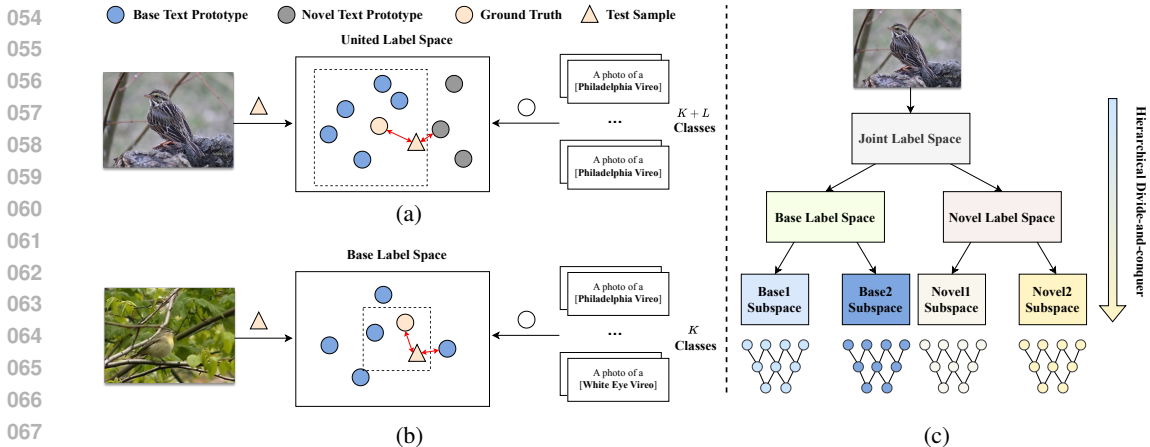 054
055
056
057
058
059
060
061
062
063
064
065
066
067
Base Text Prototype
Novel Text Prototype
Ground Truth
Test Sample
United Label Space
A photo of a
[Philadelphia Vireo]
...
K + L
Classes
A photo of a
[Philadelphia Vireo]
(a)
Base Label Space
A photo of a
[Philadelphia Vireo]
...
K
Classes
A photo of a
[White Eye Vireo]
(b)
Joint Label Space
Base Label Space
Novel Label Space
Base1
Subspace
Base2
Subspace
Novel1
Subspace
Novel2
Subspace
Hierarchical Divide-and-conquer
(c)